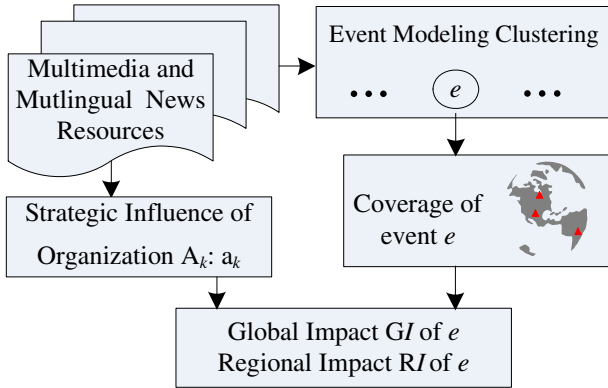 Multimedia and
Mutlingual News
Resources
Event Modeling Clustering
••• e •••
Strategic Influence of
Organization Ak: ak
Coverage of
event e
Global Impact GI of e
Regional Impact RI of e